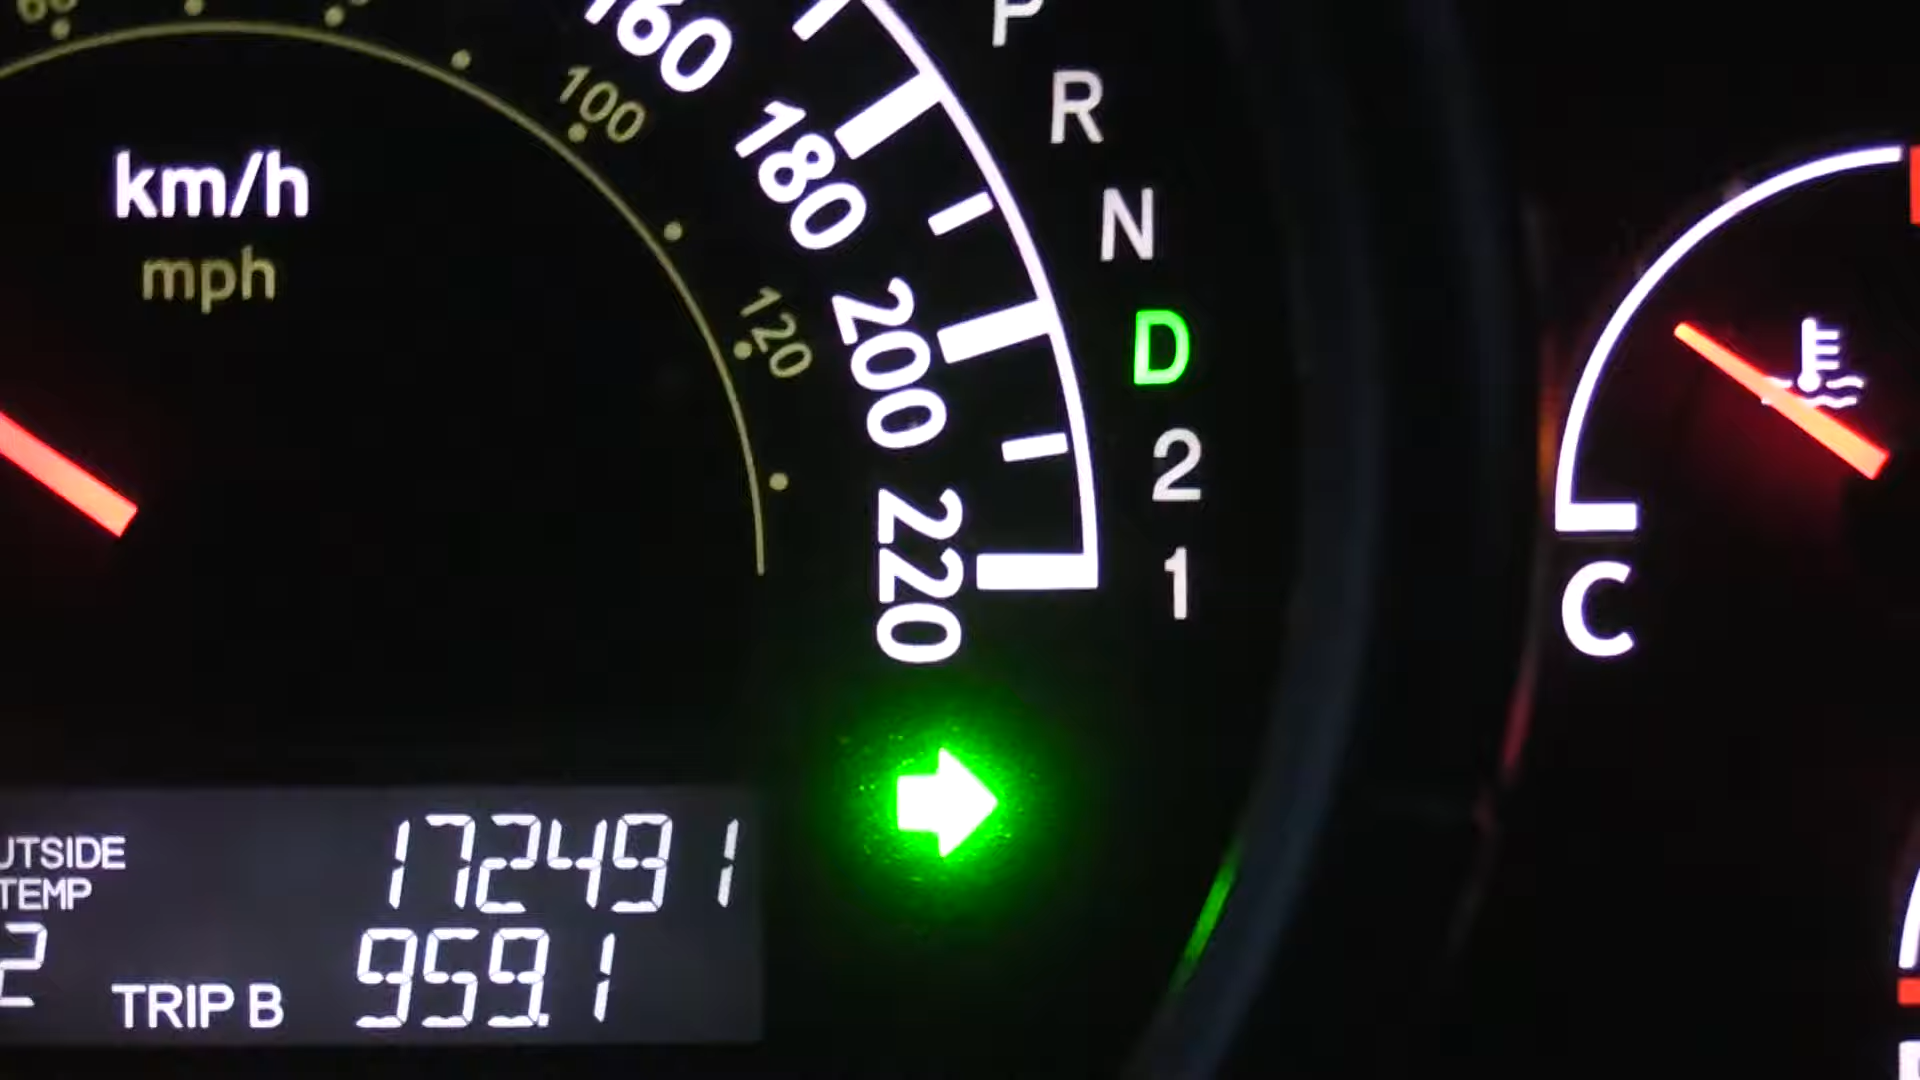 160
P
R
100
180
km/h
N
mph
D
200
120
2
220
1
C
UTSIDE
TEMP
172491
2
TRIP B
959.1